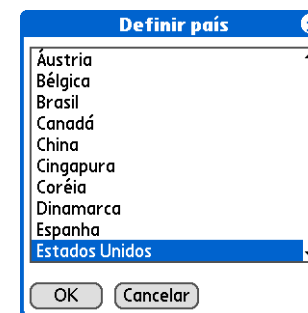 Definir país
Áustria
Bélgica
Brasil
Canadá
China
Cingapura
Coréia
Dinamarca
Espanha
Estados Unidos
OK Cancelar